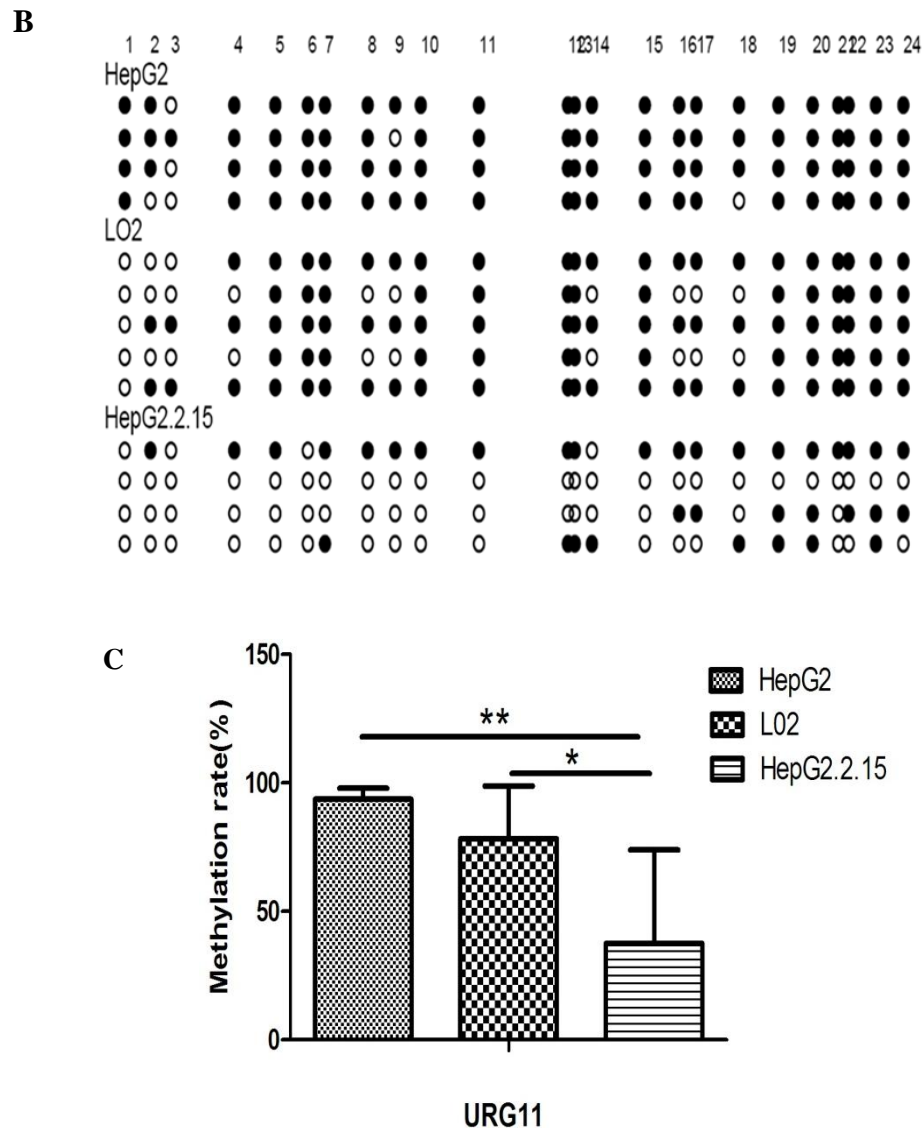 B
1 2 3 4 5 6 7 8 9 10 11 12 13 14 15 16 17 18 19 20 21 22 23 24
HepG2
LO2
HepG2.2.15
C
Methylation rate(%)
150
100
50
0
**
*
HepG2
L02
HepG2.2.15
URG11